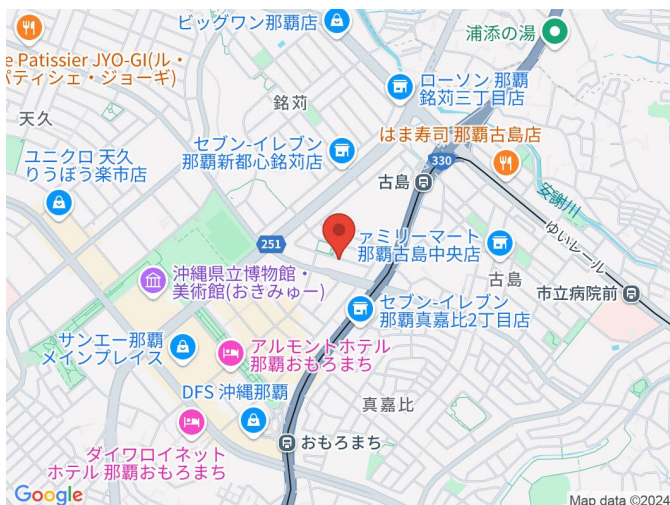 ビッグワン那覇店
浦添の湯
e Patissier JYO-GI(ル・
パティシェ・ジョーギ)
ローソン 那覇
銘苅三丁目店
天久
銘苅
はま寿司 那覇古島店
セブン-イレブン
那覇新都心銘苅店
ユニクロ 天久
りうぼう楽市店
330
古島
安謝川
ゆいレール
251
ァミリーマート
那覇古島中央店
古島
沖縄県立博物館・
美術館(おきみゅー)
市立病院前
セブン-イレブン
那覇真嘉比2丁目店
サンエー那覇
メインプレイス
アルモントホテル
那覇おもろまち
DFS 沖縄那覇
真嘉比
おもろまち
ダイワロイネット
ホテル 那覇おもろまち
Google
Map data ©2024